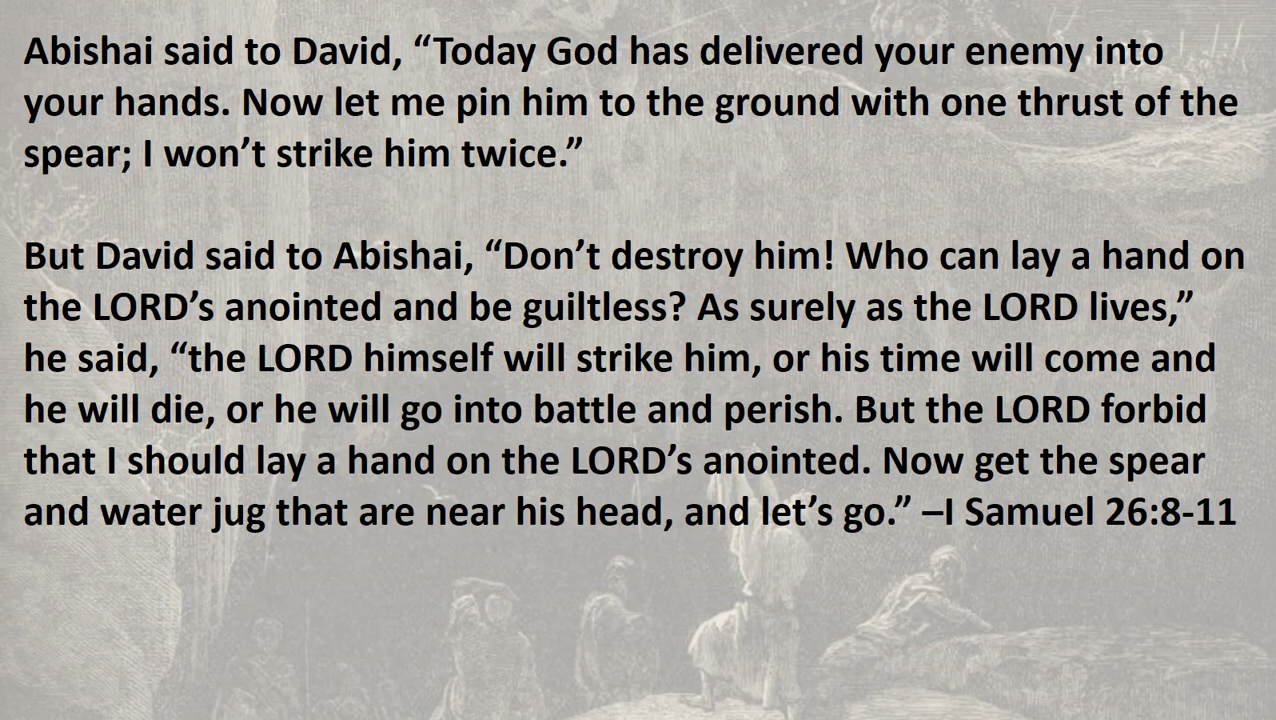 Abishai said to David, “Today God has delivered your enemy into
your hands. Now let me pin him to the ground with one thrust of the
spear; I won’t strike him twice.”
But David said to Abishai, “Don’t destroy him! Who can lay a hand on
the LORD’s anointed and be guiltless? As surely as the LORD lives,”
he said, “the LORD himself will strike him, or his time will come and
he will die, or he will go into battle and perish. But the LORD forbid
that I should lay a hand on the LORD’s anointed. Now get the spear
and water jug that are near his head, and let’s go.” –I Samuel 26:8-11